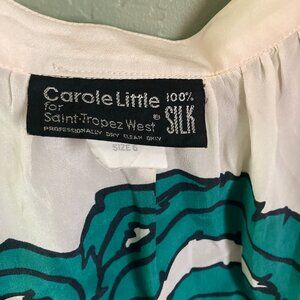 Carole Little
for
Saint-Tropez West®
PROFESSIONALLY DRY CLEAN ONLY
100%
SILK
SIZE 6